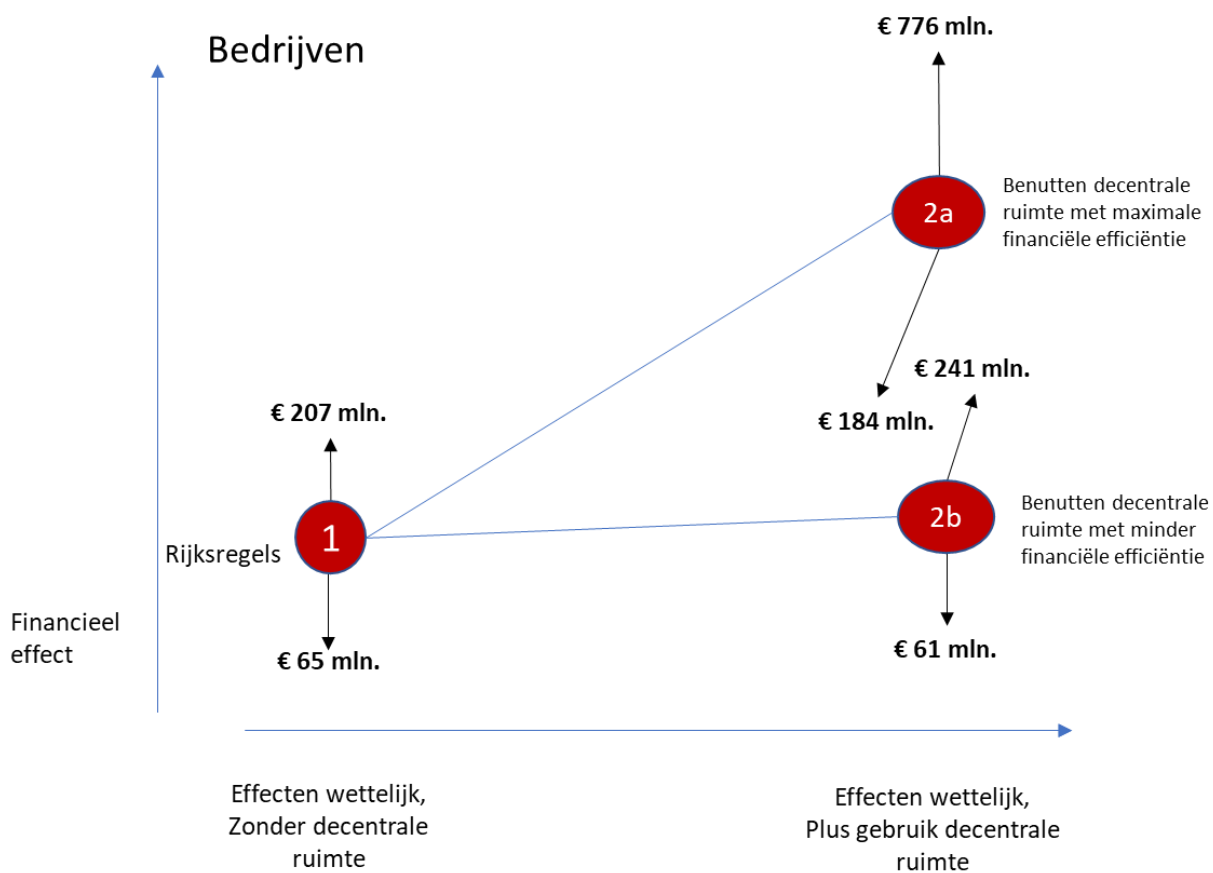 € 776 mln.
Bedrijven
2a
Benutten decentrale
ruimte met maximale
financiële efficiëntie
€ 241 mln.
€ 207 mln.
€ 184 mln.
1
Rijksregels
2b
Benutten decentrale
ruimte met minder
financiële efficiëntie
Financieel
effect
€ 65 mln.
€ 61 mln.
Effecten wettelijk,
Zonder decentrale
ruimte
Effecten wettelijk,
Plus gebruik decentrale
ruimte